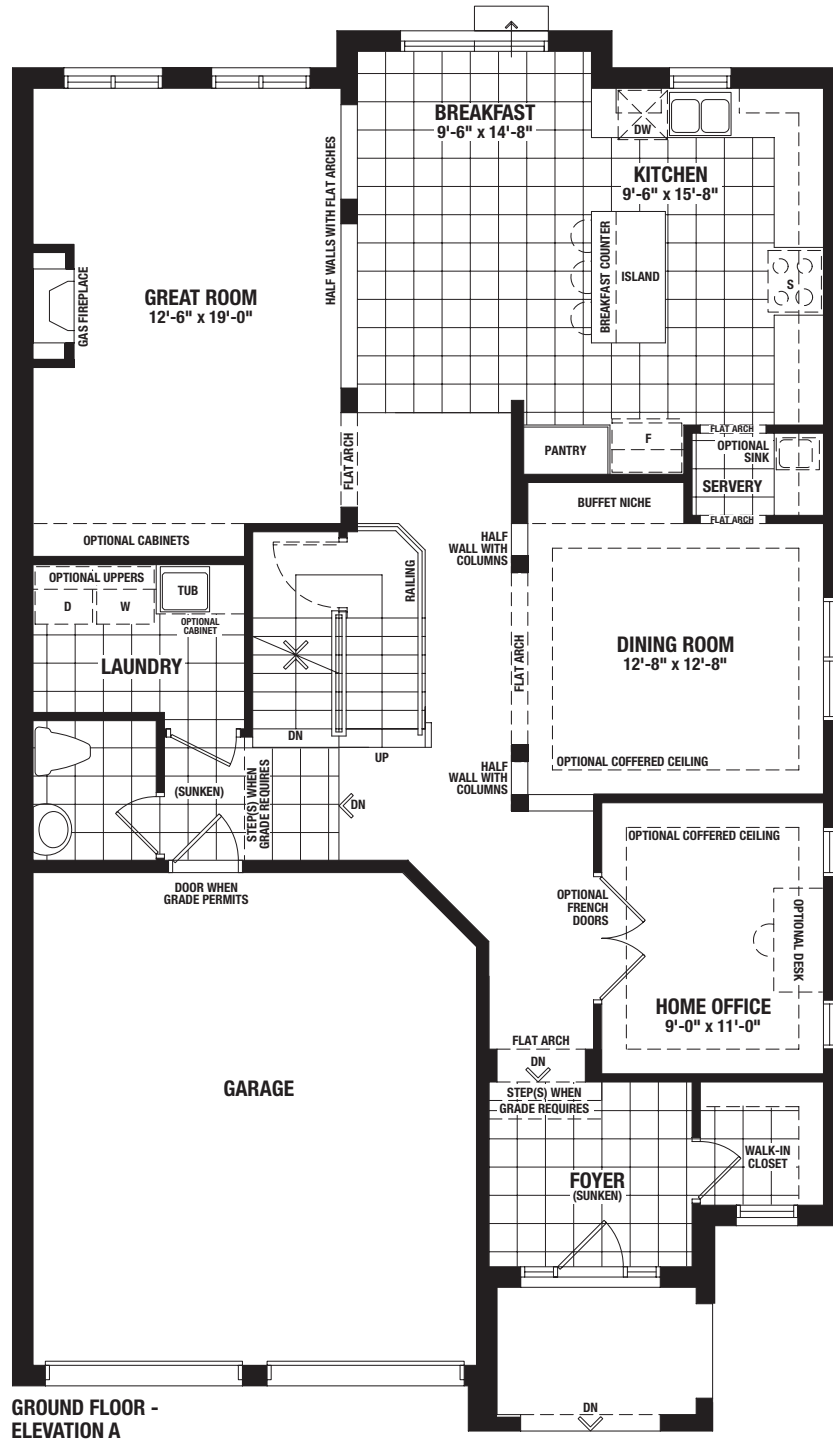 BREAKFAST
9'-6" x 14'-8"
DW
KITCHEN
9'-6" x 15'-8"
HALF WALLS WITH FLAT ARCHES
BREAKFAST COUNTER
ISLAND
S
GAS FIREPLACE
GREAT ROOM
12'-6" x 19'-0"
FLAT ARCH
PANTRY
F
FLAT ARCH
OPTIONAL
SINK
SERVERY
FLAT ARCH
BUFFET NICHE
OPTIONAL CABINETS
HALF
WALL WITH
COLUMNS
OPTIONAL UPPERS
D
W
TUB
OPTIONAL
CABINET
RAILING
LAUNDRY
FLAT ARCH
DINING ROOM
12'-8" x 12'-8"
DN
UP
OPTIONAL COFFERED CEILING
HALF
WALL WITH
COLUMNS
(SUNKEN)
STEP(S) WHEN
GRADE REQUIRES
DN
DOOR WHEN
GRADE PERMITS
OPTIONAL COFFERED CEILING
OPTIONAL
FRENCH
DOORS
OPTIONAL DESK
HOME OFFICE
9'-0" x 11'-0"
FLAT ARCH
DN
GARAGE
STEP(S) WHEN
GRADE REQUIRES
WALK-IN
CLOSET
FOYER
(SUNKEN)
DN
GROUND FLOOR -
ELEVATION A